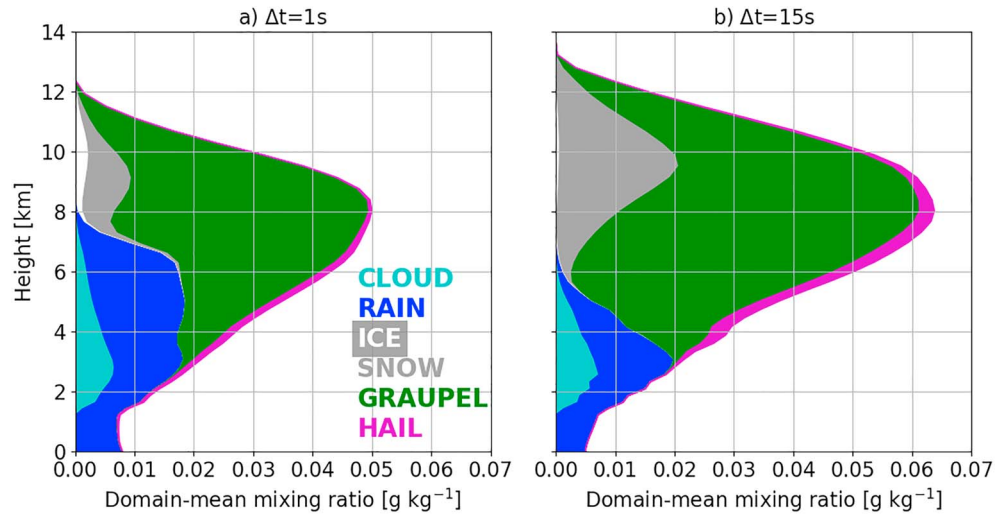 a) Δt=1s
b) Δt=15s
14
12
10
8
6
4
2
0
Height [km]
CLOUD
RAIN
ICE
SNOW
GRAUPEL
HAIL
0.00 0.01 0.02 0.03 0.04 0.05 0.06 0.07
0.00 0.01 0.02 0.03 0.04 0.05 0.06 0.07
Domain-mean mixing ratio [g kg⁻¹]
Domain-mean mixing ratio [g kg⁻¹]